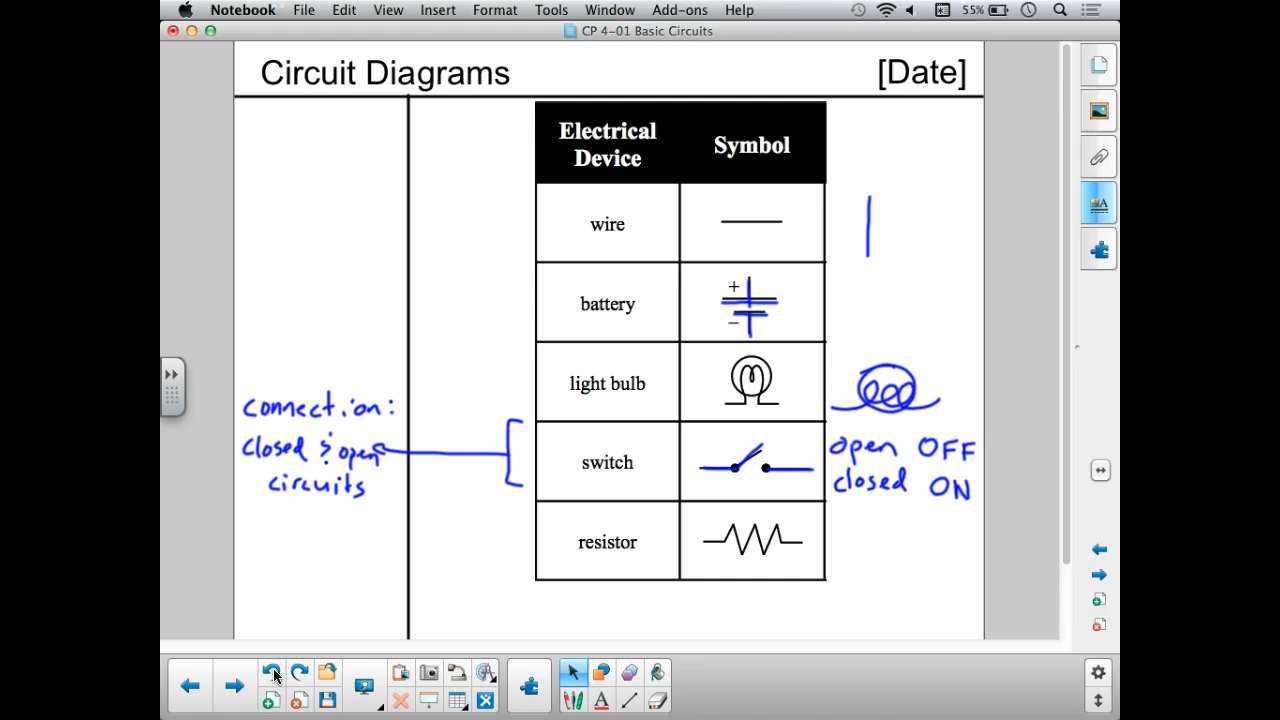 Notebook File Edit View Insert Format Tools Window Add-ons Help 55%
CP 4-01 Basic Circuits
Circuit Diagrams [Date]
Electrical Device Symbol
wire
battery + −
light bulb
switch
resistor
connection:
closed & open
circuits
open OFF
closed ON